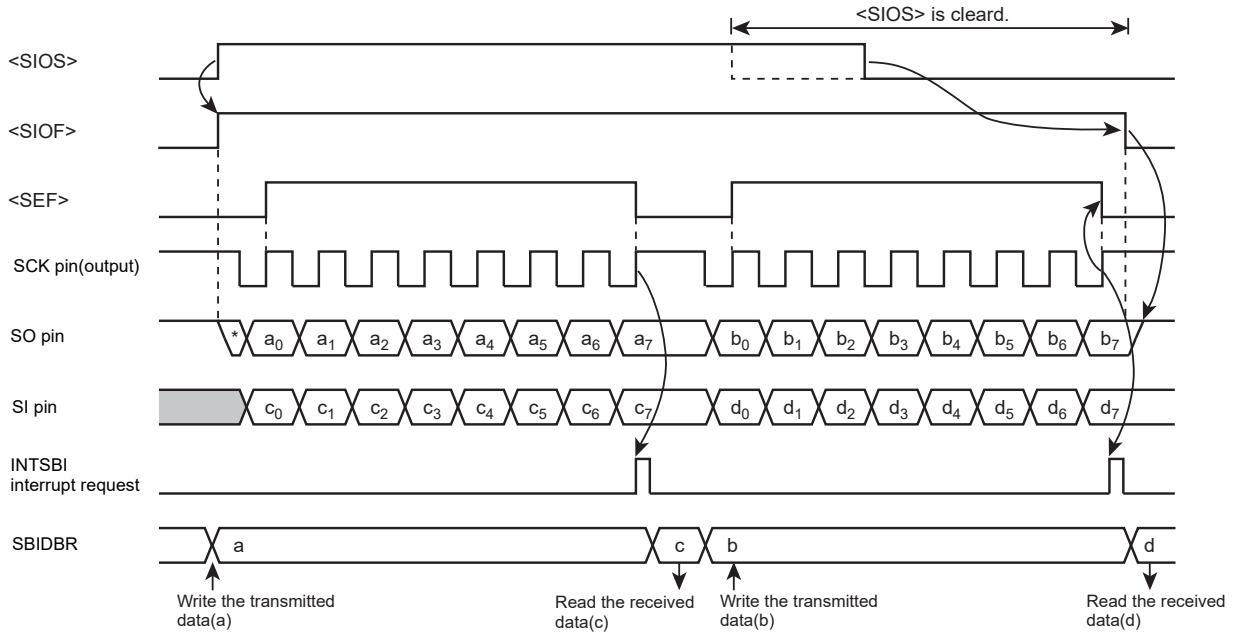 <SIOS> is cleard.
<SIOS>
<SIOF>
<SEF>
SCK pin(output)
SO pin
* a0 a1 a2 a3 a4 a5 a6 a7 b0 b1 b2 b3 b4 b5 b6 b7
SI pin
c0 c1 c2 c3 c4 c5 c6 c7 d0 d1 d2 d3 d4 d5 d6 d7
INTSBI
interrupt request
SBIDBR
a c b d
Write the transmitted
data(a)
Read the received
data(c)
Write the transmitted
data(b)
Read the received
data(d)